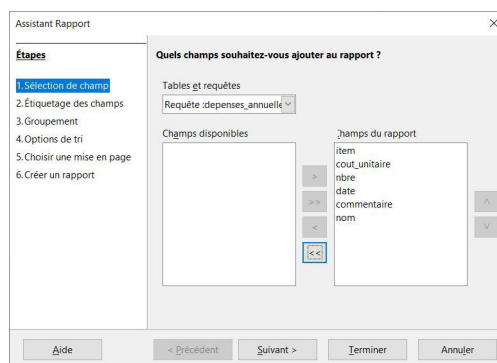 Assistant Rapport
Étapes
1.Sélection de champ
2.Étiquetage des champs
3.Groupement
4.Options de tri
5.Choisir une mise en page
6.Créer un rapport
Quels champs souhaitez-vous ajouter au rapport ?
Tables et requêtes
Requête :depenses_annuelle
Champs disponibles
Champs du rapport
item
cout_unitaire
nbre
date
commentaire
nom
>
>>
<
<<
Aide
< Précédent
Suivant >
Terminer
Annuler